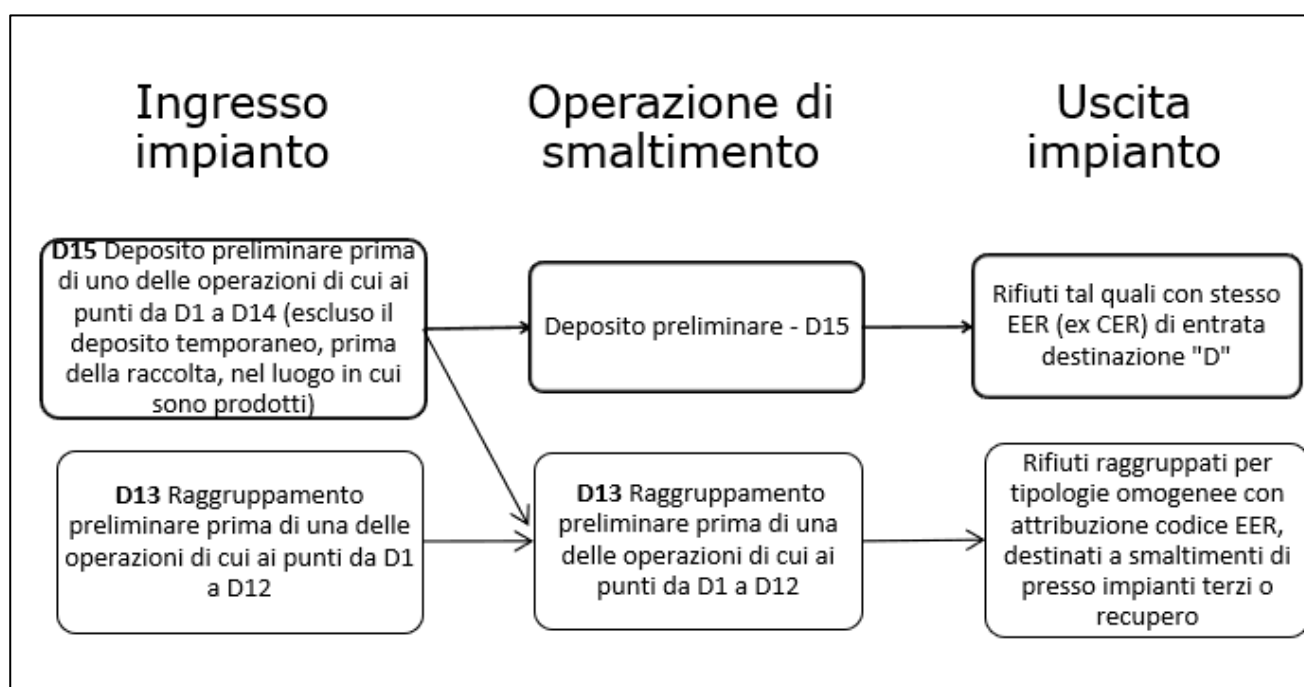 Ingresso
impianto
Operazione di
smaltimento
Uscita
impianto
D15 Deposito preliminare prima
di uno delle operazioni di cui ai
punti da D1 a D14 (escluso il
deposito temporaneo, prima
della raccolta, nel luogo in cui
sono prodotti)
Deposito preliminare - D15
Rifiuti tal quali con stesso
EER (ex CER) di entrata
destinazione "D"
D13 Raggruppamento
preliminare prima di una delle
operazioni di cui ai punti da D1
a D12
D13 Raggruppamento
preliminare prima di una
delle operazioni di cui ai
punti da D1 a D12
Rifiuti raggruppati per
tipologie omogenee con
attribuzione codice EER,
destinati a smaltimenti di
presso impianti terzi o
recupero